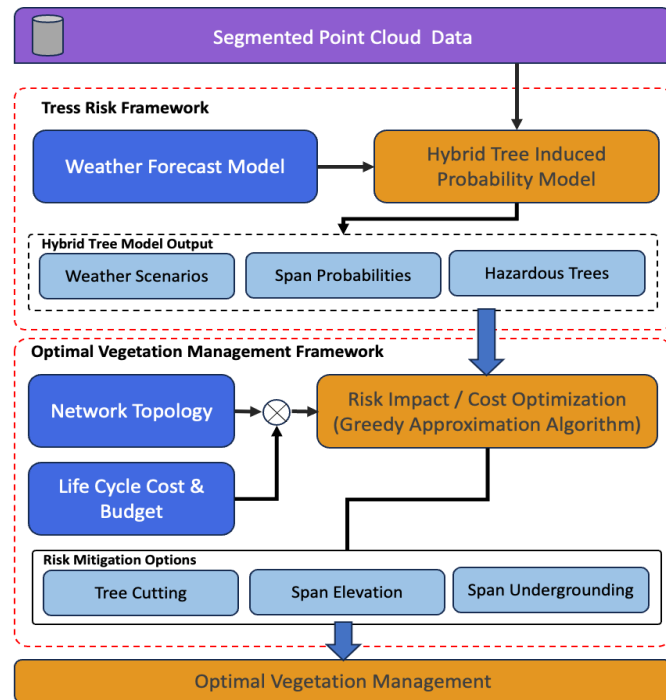 Segmented Point Cloud Data
Tress Risk Framework
Weather Forecast Model
Hybrid Tree Induced
Probability Model
Hybrid Tree Model Output
Weather Scenarios
Span Probabilities
Hazardous Trees
Optimal Vegetation Management Framework
Network Topology
Risk Impact / Cost Optimization
(Greedy Approximation Algorithm)
Life Cycle Cost &
Budget
Risk Mitigation Options
Tree Cutting
Span Elevation
Span Undergrounding
Optimal Vegetation Management